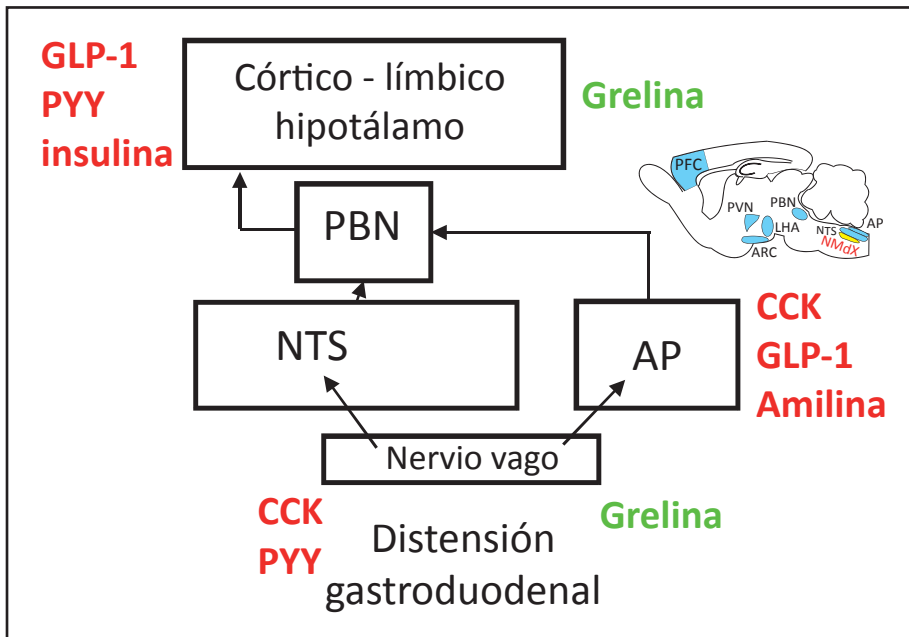 GLP-1
PYY
insulina
Córtico - límbico
hipotálamo
Grelina
PFC
PVN
PBN
LHA
ARC
NTS
AP
NMdX
PBN
NTS
AP
CCK
GLP-1
Amilina
Nervio vago
CCK
PYY
Distensión
gastroduodenal
Grelina